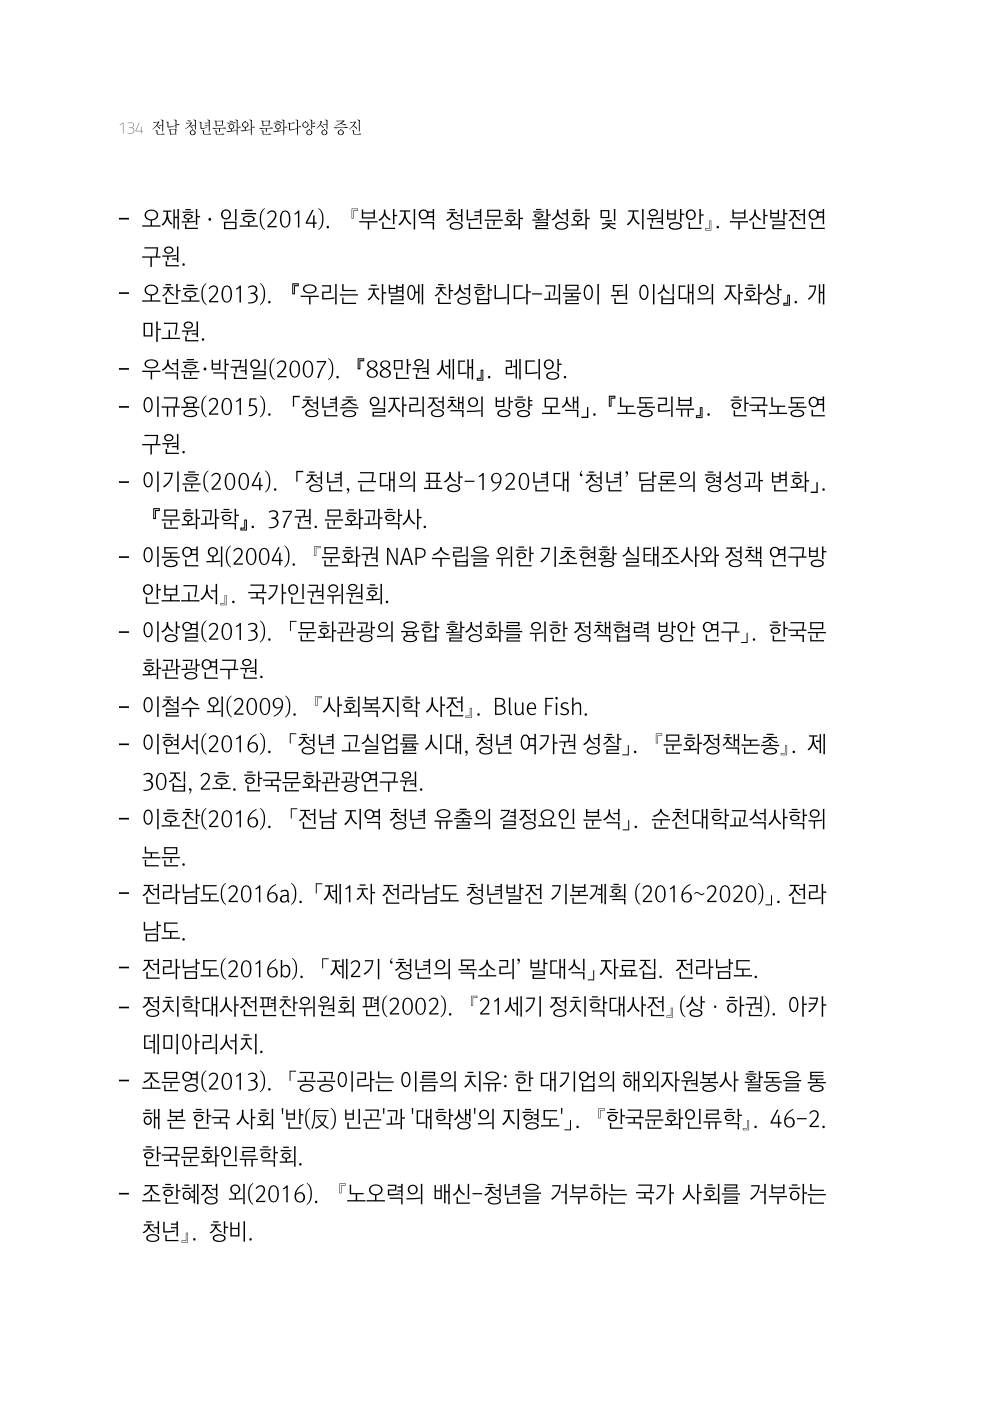 134 전남 청년문화와 문화다양성 증진
- 오재환·임호(2014). 『부산지역 청년문화 활성화 및 지원방안』. 부산발전연
구원.
- 오찬호(2013). 『우리는 차별에 찬성합니다-괴물이 된 이십대의 자화상』. 개
마고원.
- 우석훈·박권일(2007). 『88만원 세대』. 레디앙.
- 이규용(2015). 「청년층 일자리정책의 방향 모색」.『노동리뷰』. 한국노동연
구원.
- 이기훈(2004). 「청년, 근대의 표상-1920년대 ‘청년’ 담론의 형성과 변화」.
『문화과학』. 37권. 문화과학사.
- 이동연 외(2004). 『문화권 NAP 수립을 위한 기초현황 실태조사와 정책 연구방
안보고서』. 국가인권위원회.
- 이상열(2013). 「문화관광의 융합 활성화를 위한 정책협력 방안 연구」. 한국문
화관광연구원.
- 이철수 외(2009). 『사회복지학 사전』. Blue Fish.
- 이현서(2016). 「청년 고실업률 시대, 청년 여가권 성찰」. 『문화정책논총』. 제
30집, 2호. 한국문화관광연구원.
- 이호찬(2016). 「전남 지역 청년 유출의 결정요인 분석」. 순천대학교석사학위
논문.
- 전라남도(2016a).「제1차 전라남도 청년발전 기본계획 (2016~2020)」. 전라
남도.
- 전라남도(2016b). 「제2기 ‘청년의 목소리’ 발대식」자료집. 전라남도.
- 정치학대사전편찬위원회 편(2002). 『21세기 정치학대사전』(상·하권). 아카
데미아리서치.
- 조문영(2013). 「공공이라는 이름의 치유: 한 대기업의 해외자원봉사 활동을 통
해 본 한국 사회 '반(反) 빈곤'과 '대학생'의 지형도'」. 『한국문화인류학』. 46-2.
한국문화인류학회.
- 조한혜정 외(2016). 『노오력의 배신-청년을 거부하는 국가 사회를 거부하는
청년』. 창비.